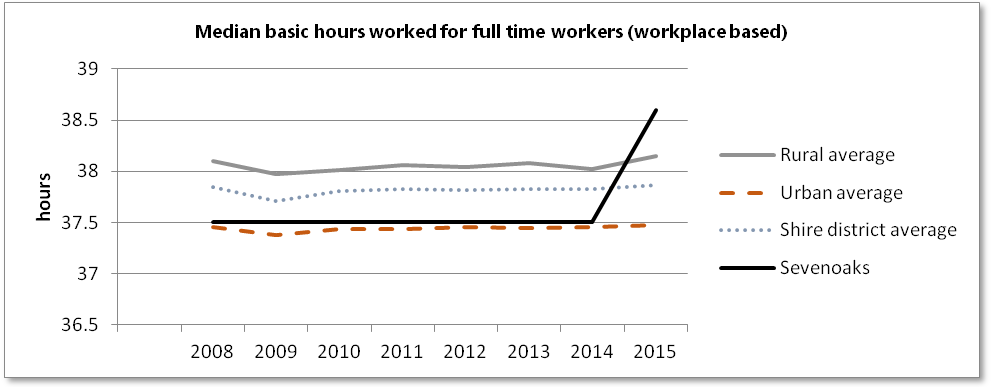 Median basic hours worked for full time workers (workplace based)
39
38.5
38
37.5
37
36.5
hours
2008 2009 2010 2011 2012 2013 2014 2015
Rural average
Urban average
Shire district average
Sevenoaks